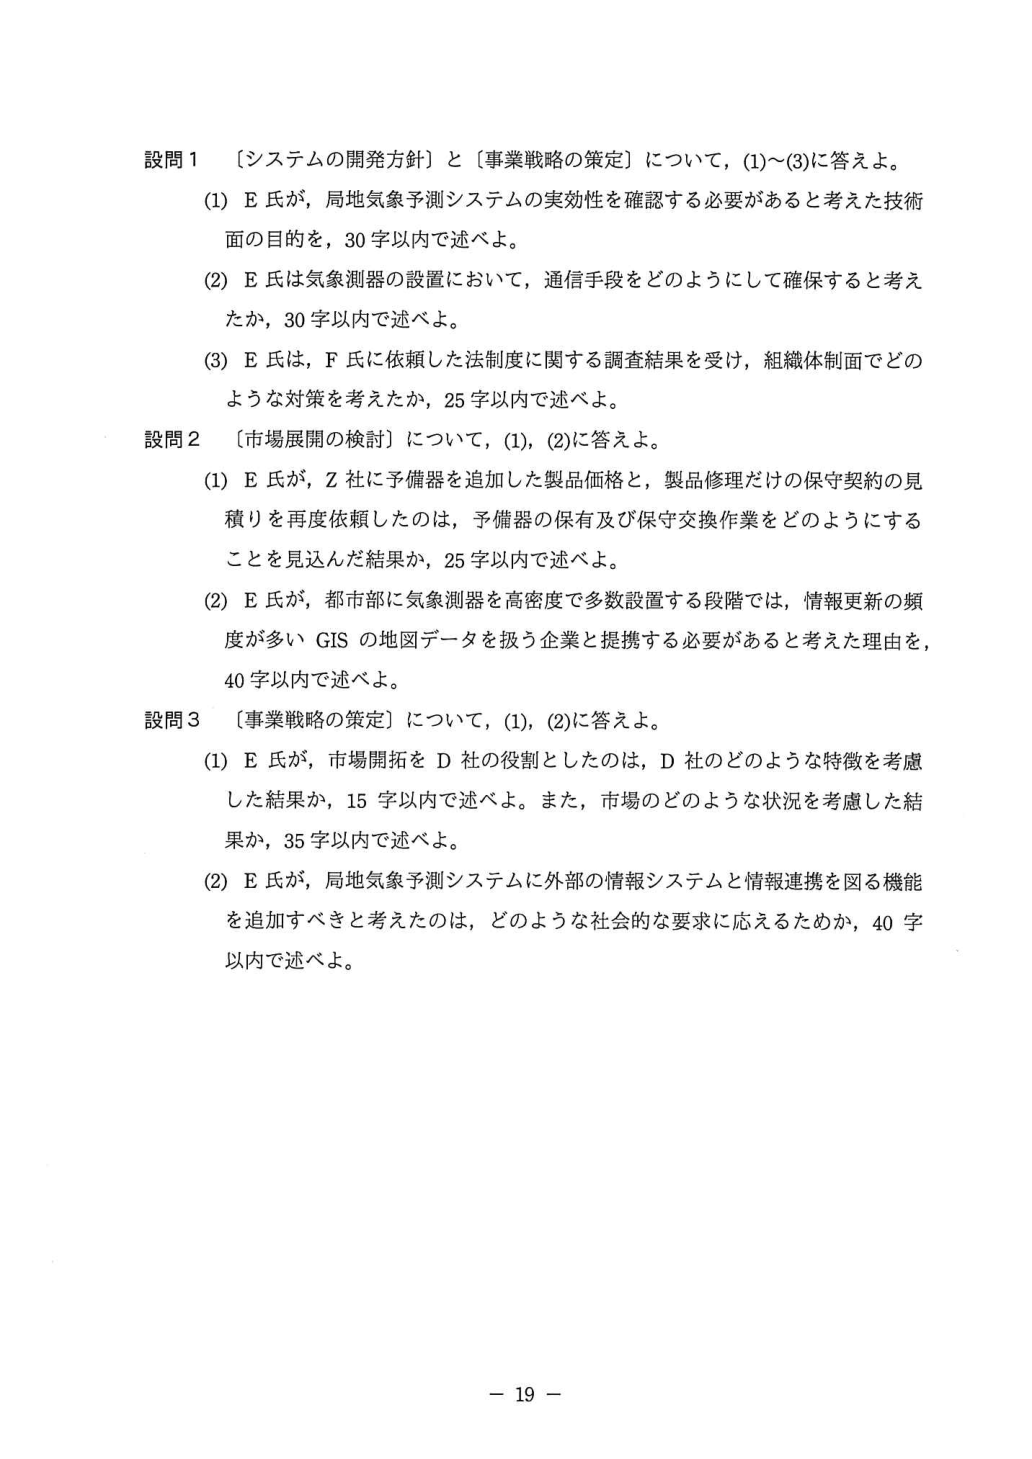 設問1　〔システムの開発方針〕と〔事業戦略の策定〕について，(1)～(3)に答えよ。
(1)　E 氏が，局地気象予測システムの実効性を確認する必要があると考えた技術
面の目的を，30 字以内で述べよ。
(2)　E 氏は気象測器の設置において，通信手段をどのようにして確保すると考え
たか，30 字以内で述べよ。
(3)　E 氏は，F 氏に依頼した法制度に関する調査結果を受け，組織体制面でどの
ような対策を考えたか，25 字以内で述べよ。
設問2　〔市場展開の検討〕について，(1)，(2)に答えよ。
(1)　E 氏が，Z 社に予備器を追加した製品価格と，製品修理だけの保守契約の見
積りを再度依頼したのは，予備器の保有及び保守交換作業をどのようにする
ことを見込んだ結果か，25 字以内で述べよ。
(2)　E 氏が，都市部に気象測器を高密度で多数設置する段階では，情報更新の頻
度が多い GIS の地図データを扱う企業と提携する必要があると考えた理由を，
40 字以内で述べよ。
設問3　〔事業戦略の策定〕について，(1)，(2)に答えよ。
(1)　E 氏が，市場開拓を D 社の役割としたのは，D 社のどのような特徴を考慮
した結果か，15 字以内で述べよ。また，市場のどのような状況を考慮した結
果か，35 字以内で述べよ。
(2)　E 氏が，局地気象予測システムに外部の情報システムと情報連携を図る機能
を追加すべきと考えたのは，どのような社会的な要求に応えるためか，40 字
以内で述べよ。
－ 19 －